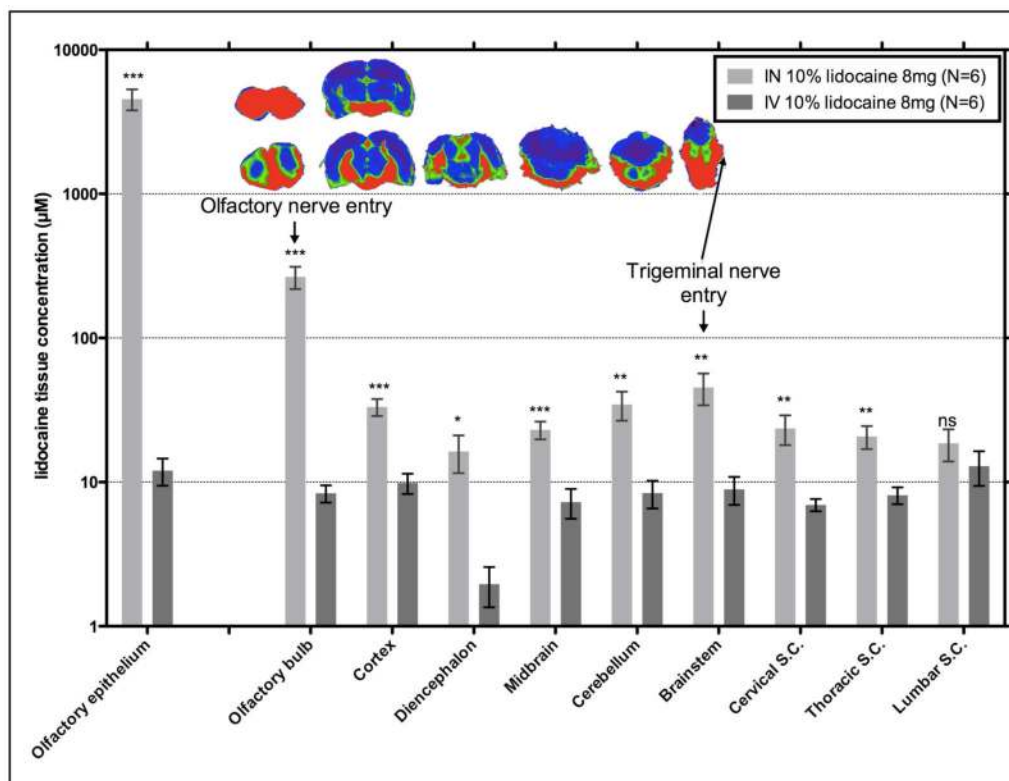 10000
1000
100
10
1
lidocaine tissue concentration (µM)
IN 10% lidocaine 8mg (N=6)
IV 10% lidocaine 8mg (N=6)
Olfactory nerve entry
Trigeminal nerve
entry
***
***
***
*
***
**
**
**
**
ns
Olfactory epithelium
Olfactory bulb
Cortex
Diencephalon
Midbrain
Cerebellum
Brainstem
Cervical S.C.
Thoracic S.C.
Lumbar S.C.